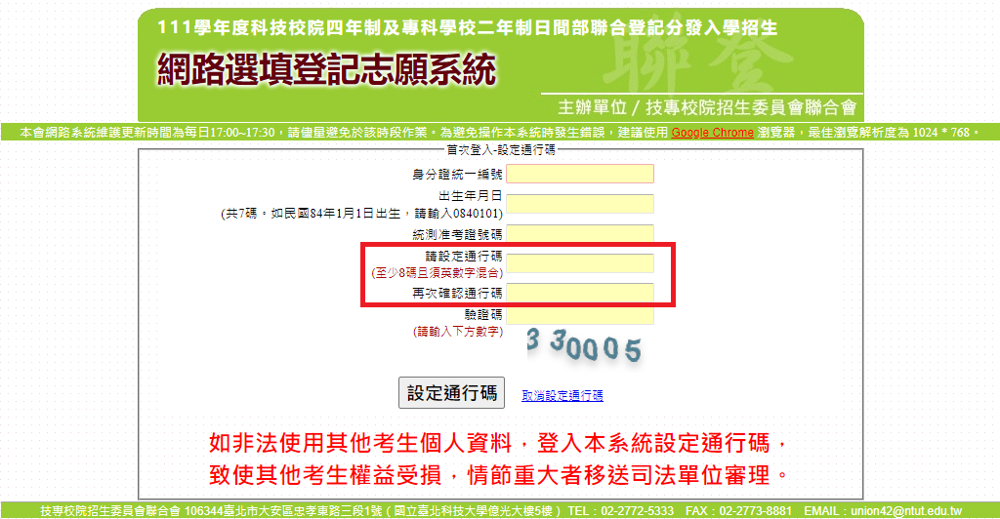 111學年度科技校院四年制及專科學校二年制日間部聯合登記分發入學招生
網路選填登記志願系統
聯登
主辦單位 / 技專校院招生委員會聯合會
本會網路系統維護更新時間為每日17:00~17:30，請儘量避免於該時段作業。為避免操作本系統時發生錯誤，建議使用 Google Chrome 瀏覽器，最佳瀏覽解析度為 1024 * 768。
首次登入-設定通行碼
身分證統一編號
出生年月日
(共7碼。如民國84年1月1日出生，請輸入0840101)
統測准考證號碼
請設定通行碼
(至少8碼且須英數字混合)
再次確認通行碼
驗證碼
(請輸入下方數字)
330005
設定通行碼 取消設定通行碼
如非法使用其他考生個人資料，登入本系統設定通行碼，
致使其他考生權益受損，情節重大者移送司法單位審理。
技専校院招生委員會聯合會 106344臺北市大安區忠孝東路三段1號（國立臺北科技大學億光大樓5樓） TEL：02-2772-5333 FAX：02-2773-8881 EMAIL：union42@ntut.edu.tw